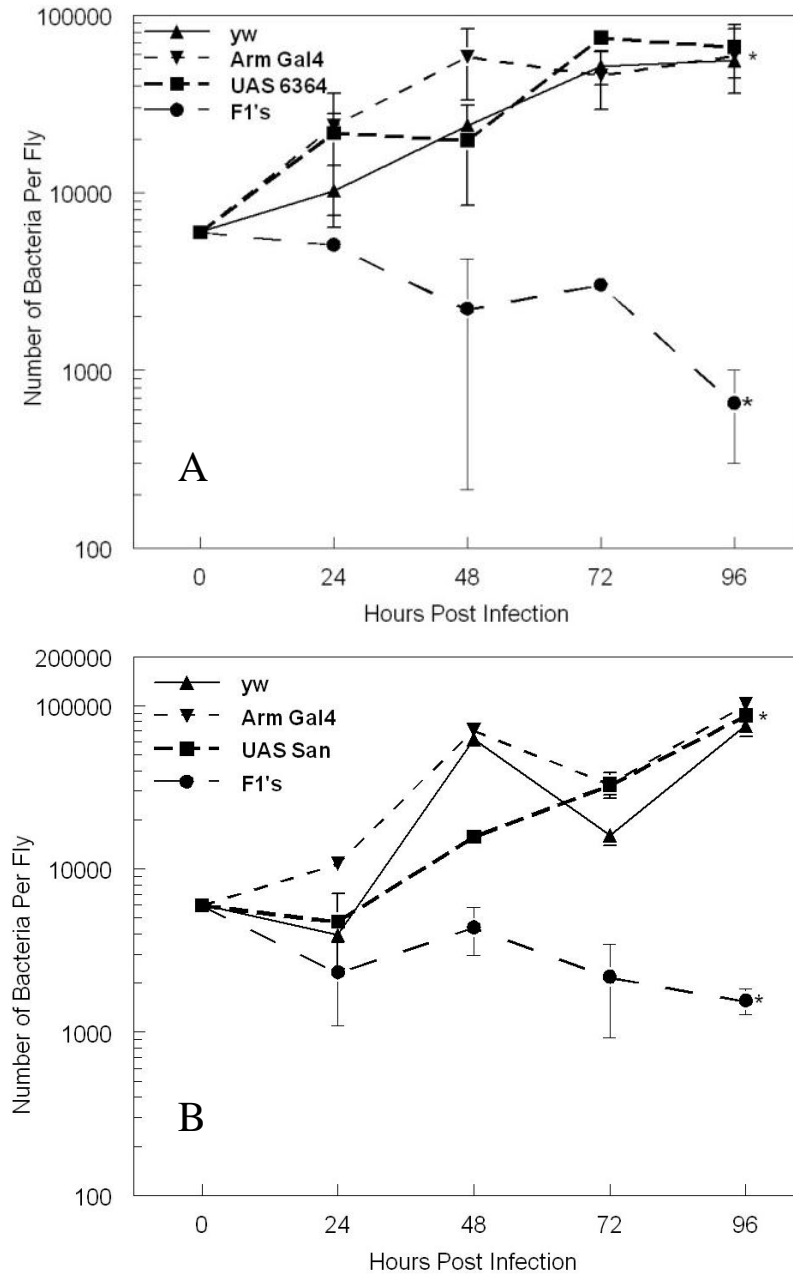 100000
yw
Arm Gal4
UAS 6364
F1's
*
10000
Number of Bacteria Per Fly
1000
*
A
100
0 24 48 72 96
Hours Post Infection
200000
100000
yw
Arm Gal4
UAS San
F1's
*
10000
Number of Bacteria Per Fly
1000
*
B
100
0 24 48 72 96
Hours Post Infection